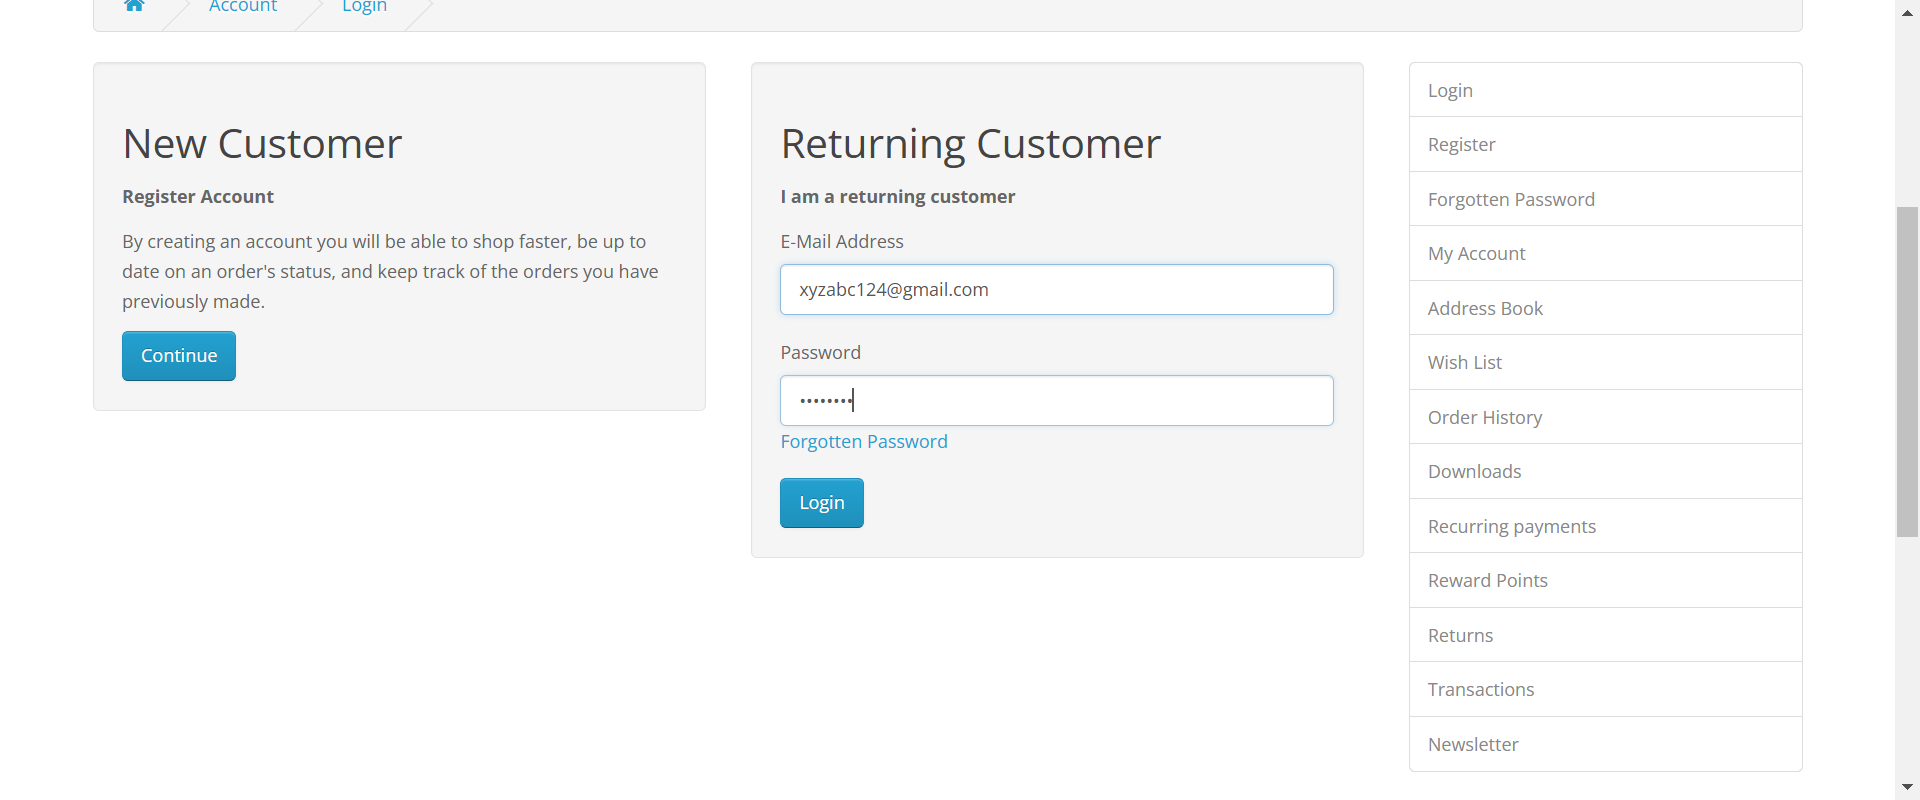 Account
Login
New Customer
Register Account
By creating an account you will be able to shop faster, be up to
date on an order's status, and keep track of the orders you have
previously made.
Continue
Returning Customer
I am a returning customer
E-Mail Address
xyzabc124@gmail.com
Password
••••••••
Forgotten Password
Login
Login
Register
Forgotten Password
My Account
Address Book
Wish List
Order History
Downloads
Recurring payments
Reward Points
Returns
Transactions
Newsletter